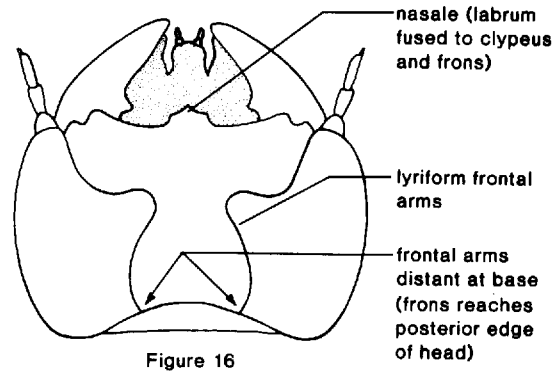 nasale (labrum
fused to clypeus
and frons)
lyriform frontal
arms
frontal arms
distant at base
(frons reaches
posterior edge
of head)
Figure 16